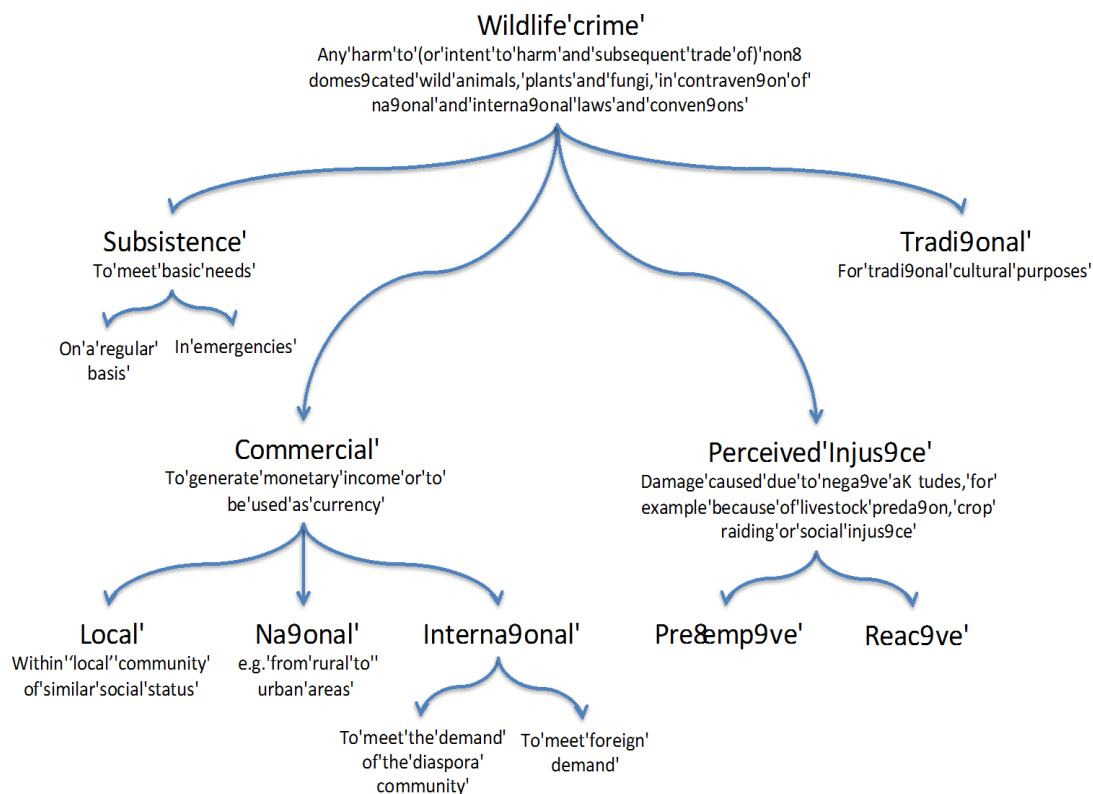 Wildlife'crime'
Any'harm'to'(or'intent'to'harm'and'subsequent'trade'of)'non8
domes9cated'wild'animals,'plants'and'fungi,'in'contraven9on'of'
na9onal'and'interna9onal'laws'and'conven9ons'
Subsistence'
To'meet'basic'needs'
On'a'regular'
basis'
In'emergencies'
Tradi9onal'
For'tradi9onal'cultural'purposes'
Commercial'
To'generate'monetary'income'or'to'
be'used'as'currency'
Perceived'Injus9ce'
Damage'caused'due'to'nega9ve'aK tudes,'for'
example'because'of'livestock'preda9on,'crop'
raiding'or'social'injus9ce'
Local'
Within'‘local’'community'
of'similar'social'status'
Na9onal'
e.g.'from'rural'to''
urban'areas'
Interna9onal'
To'meet'the'demand'
of'the'diaspora'
community'
To'meet'foreign'
demand'
Pre8emp9ve'
Reac9ve'